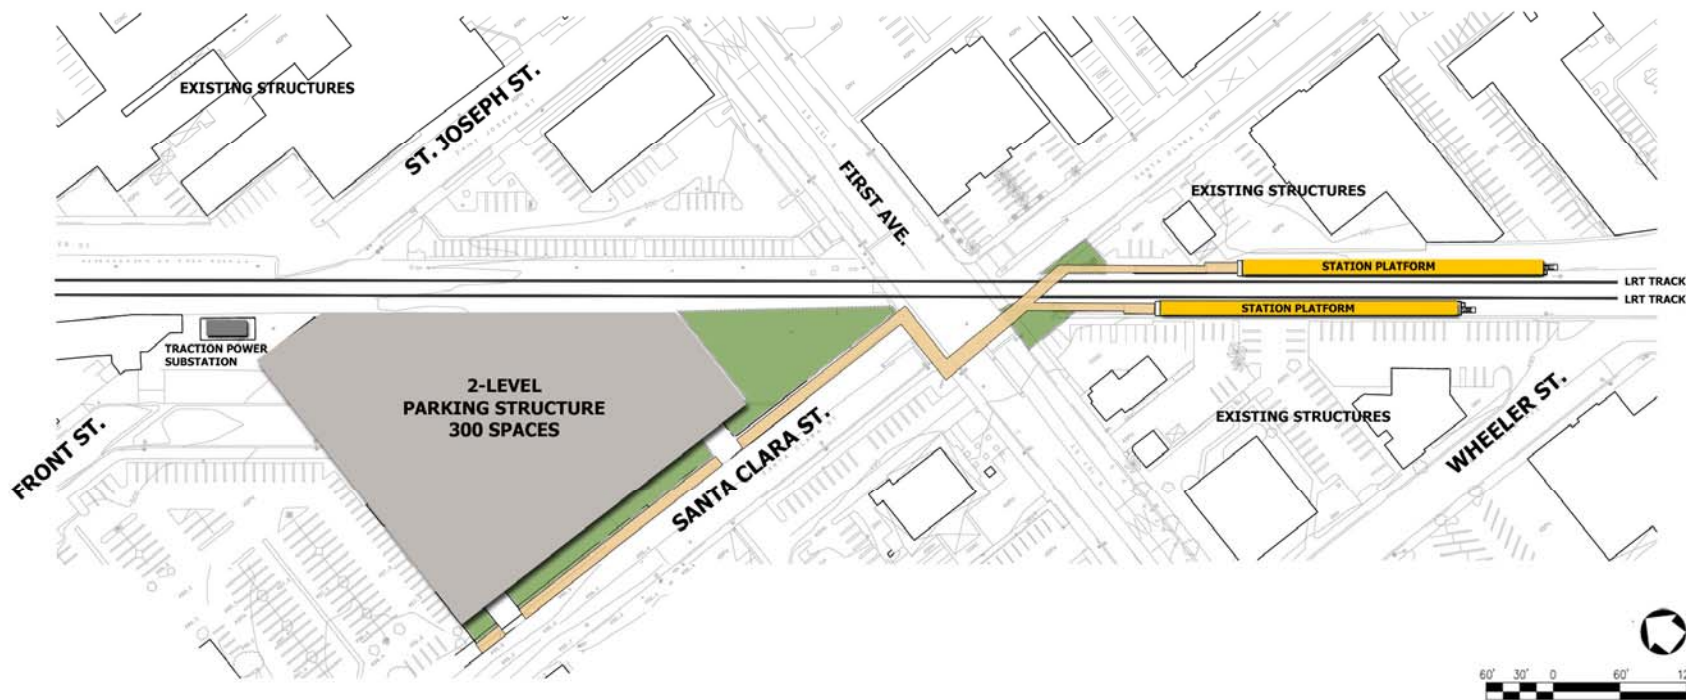 EXISTING STRUCTURES
ST. JOSEPH ST.
FIRST AVE.
EXISTING STRUCTURES
STATION PLATFORM
LRT TRACK
LRT TRACK
STATION PLATFORM
TRACTION POWER
SUBSTATION
2-LEVEL
PARKING STRUCTURE
300 SPACES
FRONT ST.
SANTA CLARA ST.
EXISTING STRUCTURES
WHEELER ST.
60' 30' 0 60'